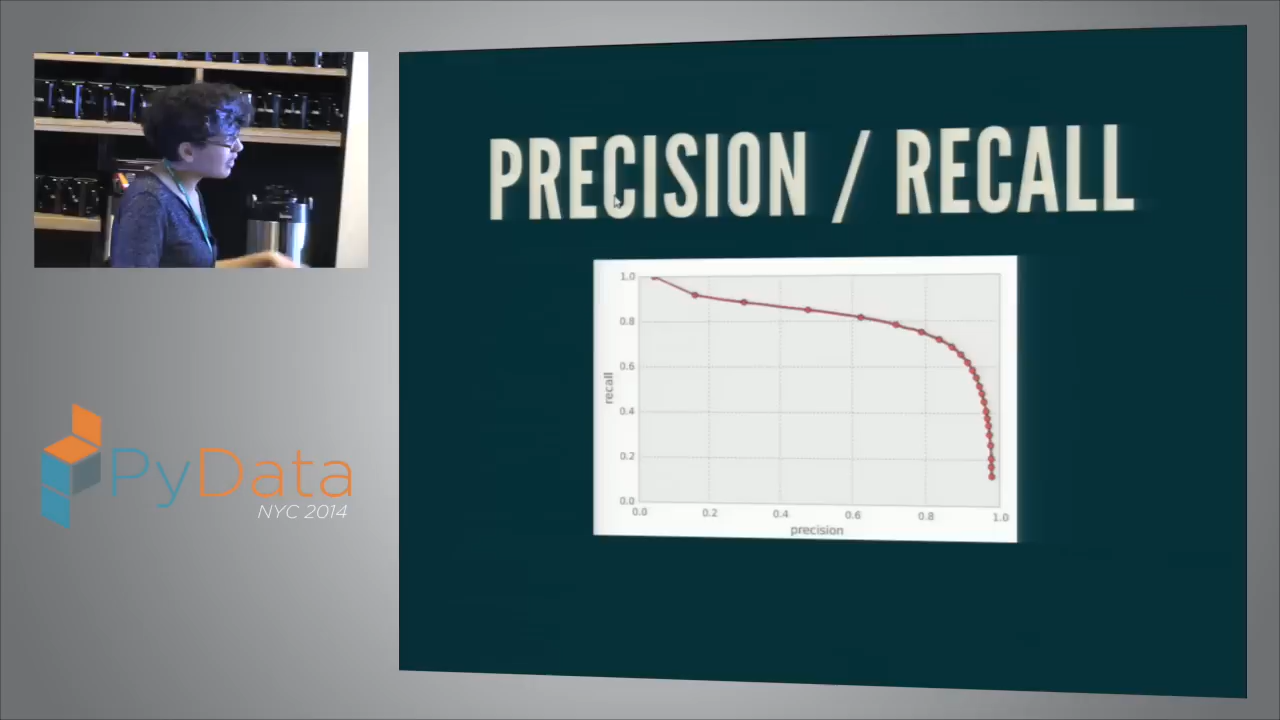 PRECISION / RECALL
1.0
0.8
0.6
0.4
0.2
0.0
recall
0.0 0.2 0.4 0.6 0.8 1.0
precision
PyData
NYC 2014